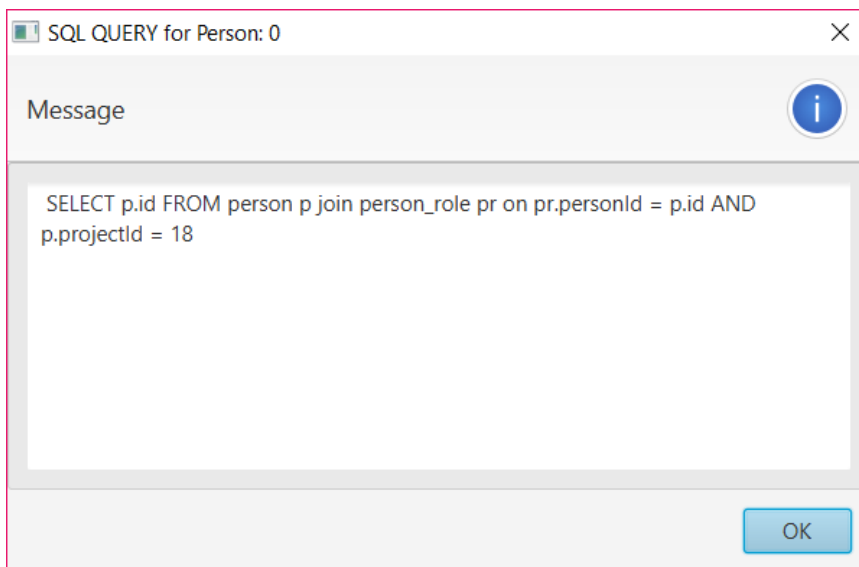 SQL QUERY for Person: 0
Message
i
SELECT p.id FROM person p join person_role pr on pr.personId = p.id AND
p.projectId = 18
OK